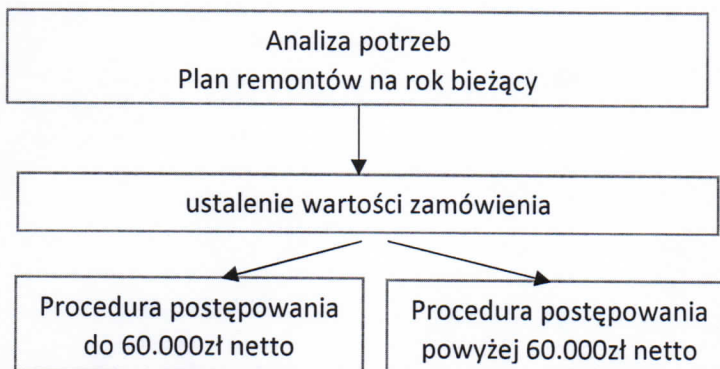 Analiza potrzeb
Plan remontów na rok bieżący
ustalenie wartości zamówienia
Procedura postępowania
do 60.000zł netto
Procedura postępowania
powyżej 60.000zł netto